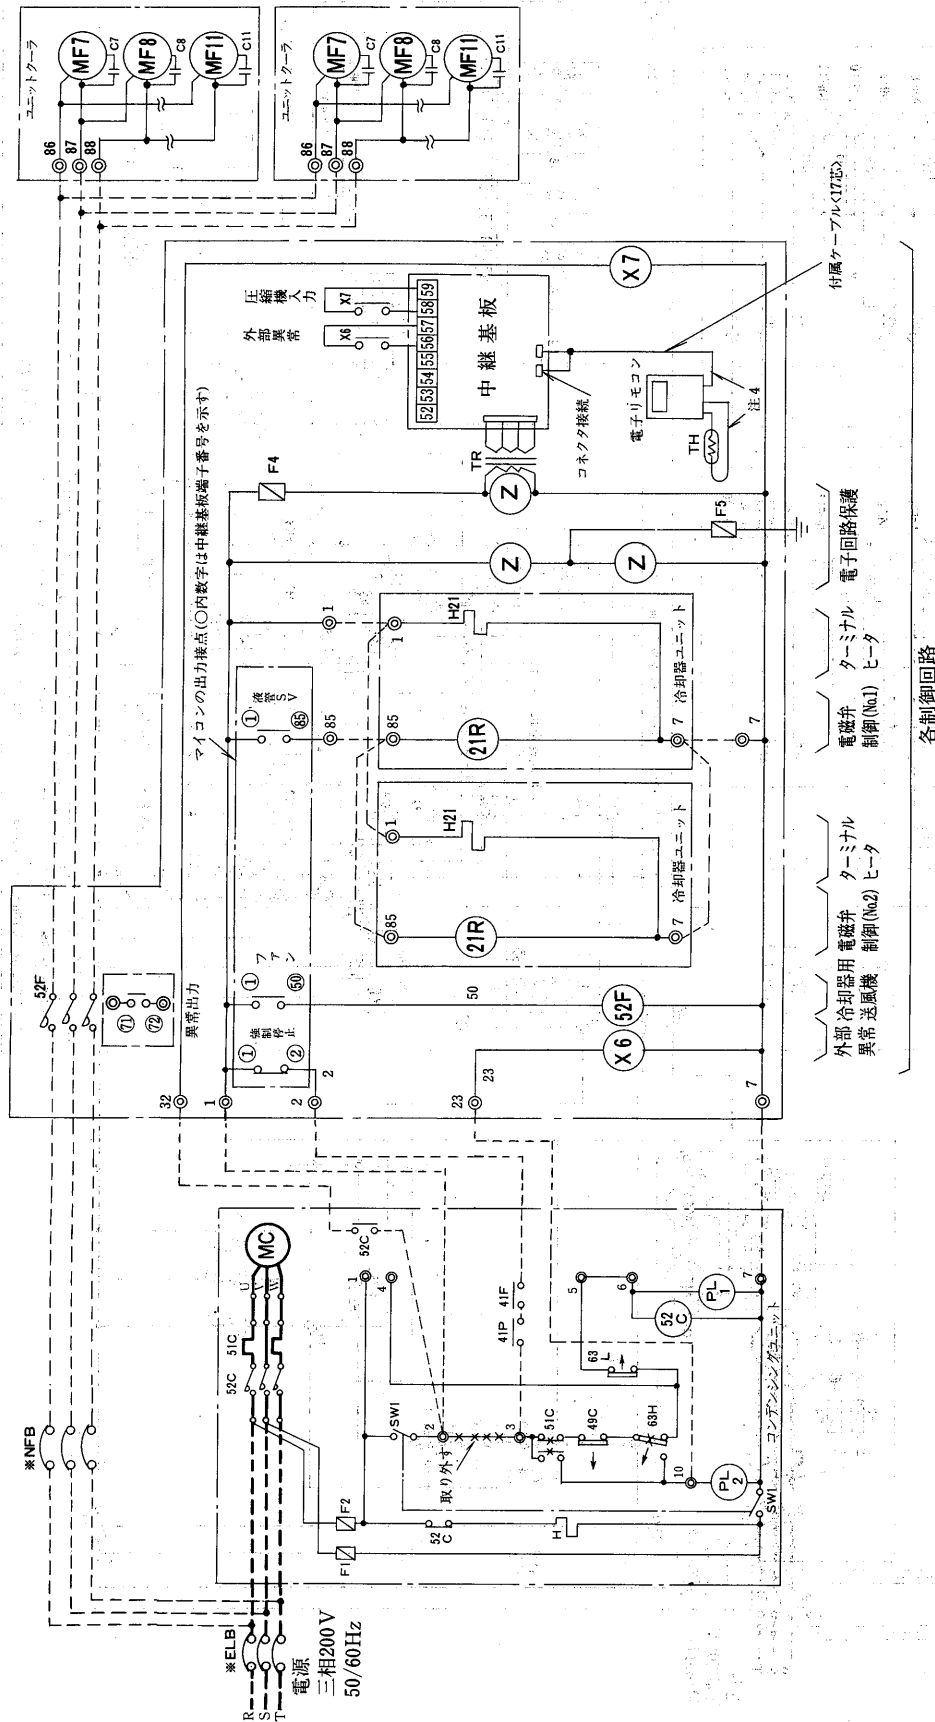 ユニットクーラ
MF7
C7
MF8
C8
MF11
C11
86
87
88
ユニットクーラ
MF7
C7
MF8
C8
MF11
C11
86
87
88
付属ケーブル〈17芯〉
X7
圧縮機入力
X7
外部異常
X6
52 53 54 55 56 57 58 59
中継基板
コネクタ接続
電子リモコン
注4
TH
TR
Z
F4
マイコンの出力接点(○内数字は中継基板端子番号を示す)
F5
Z
Z
1
1
H21
液管SV
①
85
85
85
21R
冷却器ユニット
7
7
1
H21
85
21R
冷却器ユニット
7
52F
71
72
異常出力
ファン
①
50
50
52F
強制停止
①
②
2
X6
23
32
1
2
23
7
電子回路保護
ターミナルヒータ
電磁弁制御(No.1)
ターミナルヒータ
電磁弁制御(No.2)
冷却器用送風機
外部異常
各制御回路
※NFB
MC
U
V
W
51C
52C
52C
1
4
41P
41F
5
6
7
PL1
52C
63L
SW1
2
取り外す
3
51C
49C
63H
10
PL2
SW1
コンデンシングユニット
F2
52C
H
F1
※ELB
R
S
T
電源
三相200V
50/60Hz